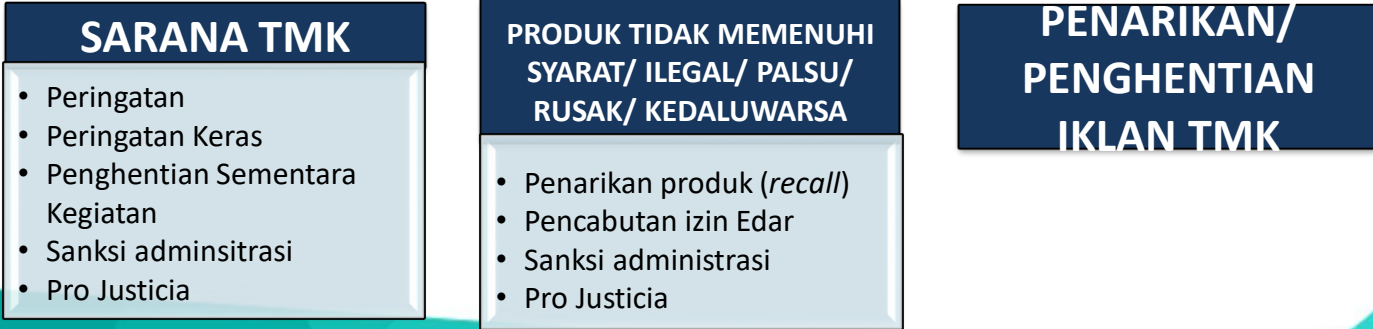 SARANA TMK
• Peringatan
• Peringatan Keras
• Penghentian Sementara
Kegiatan
• Sanksi adminsitrasi
• Pro Justicia
PRODUK TIDAK MEMENUHI
SYARAT/ ILEGAL/ PALSU/
RUSAK/ KEDALUWARSA
• Penarikan produk (recall)
• Pencabutan izin Edar
• Sanksi administrasi
• Pro Justicia
PENARIKAN/
PENGHENTIAN
IKLAN TMK